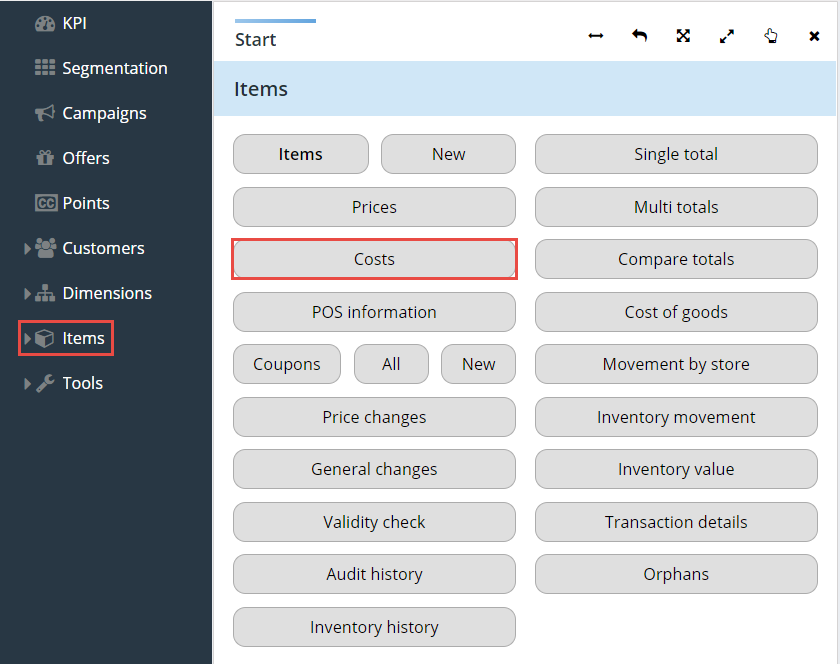 KPI
Segmentation
Campaigns
Offers
CC Points
Customers
Dimensions
Items
Tools
Start
Items
Items New Single total
Prices Multi totals
Costs Compare totals
POS information Cost of goods
Coupons All New Movement by store
Price changes Inventory movement
General changes Inventory value
Validity check Transaction details
Audit history Orphans
Inventory history